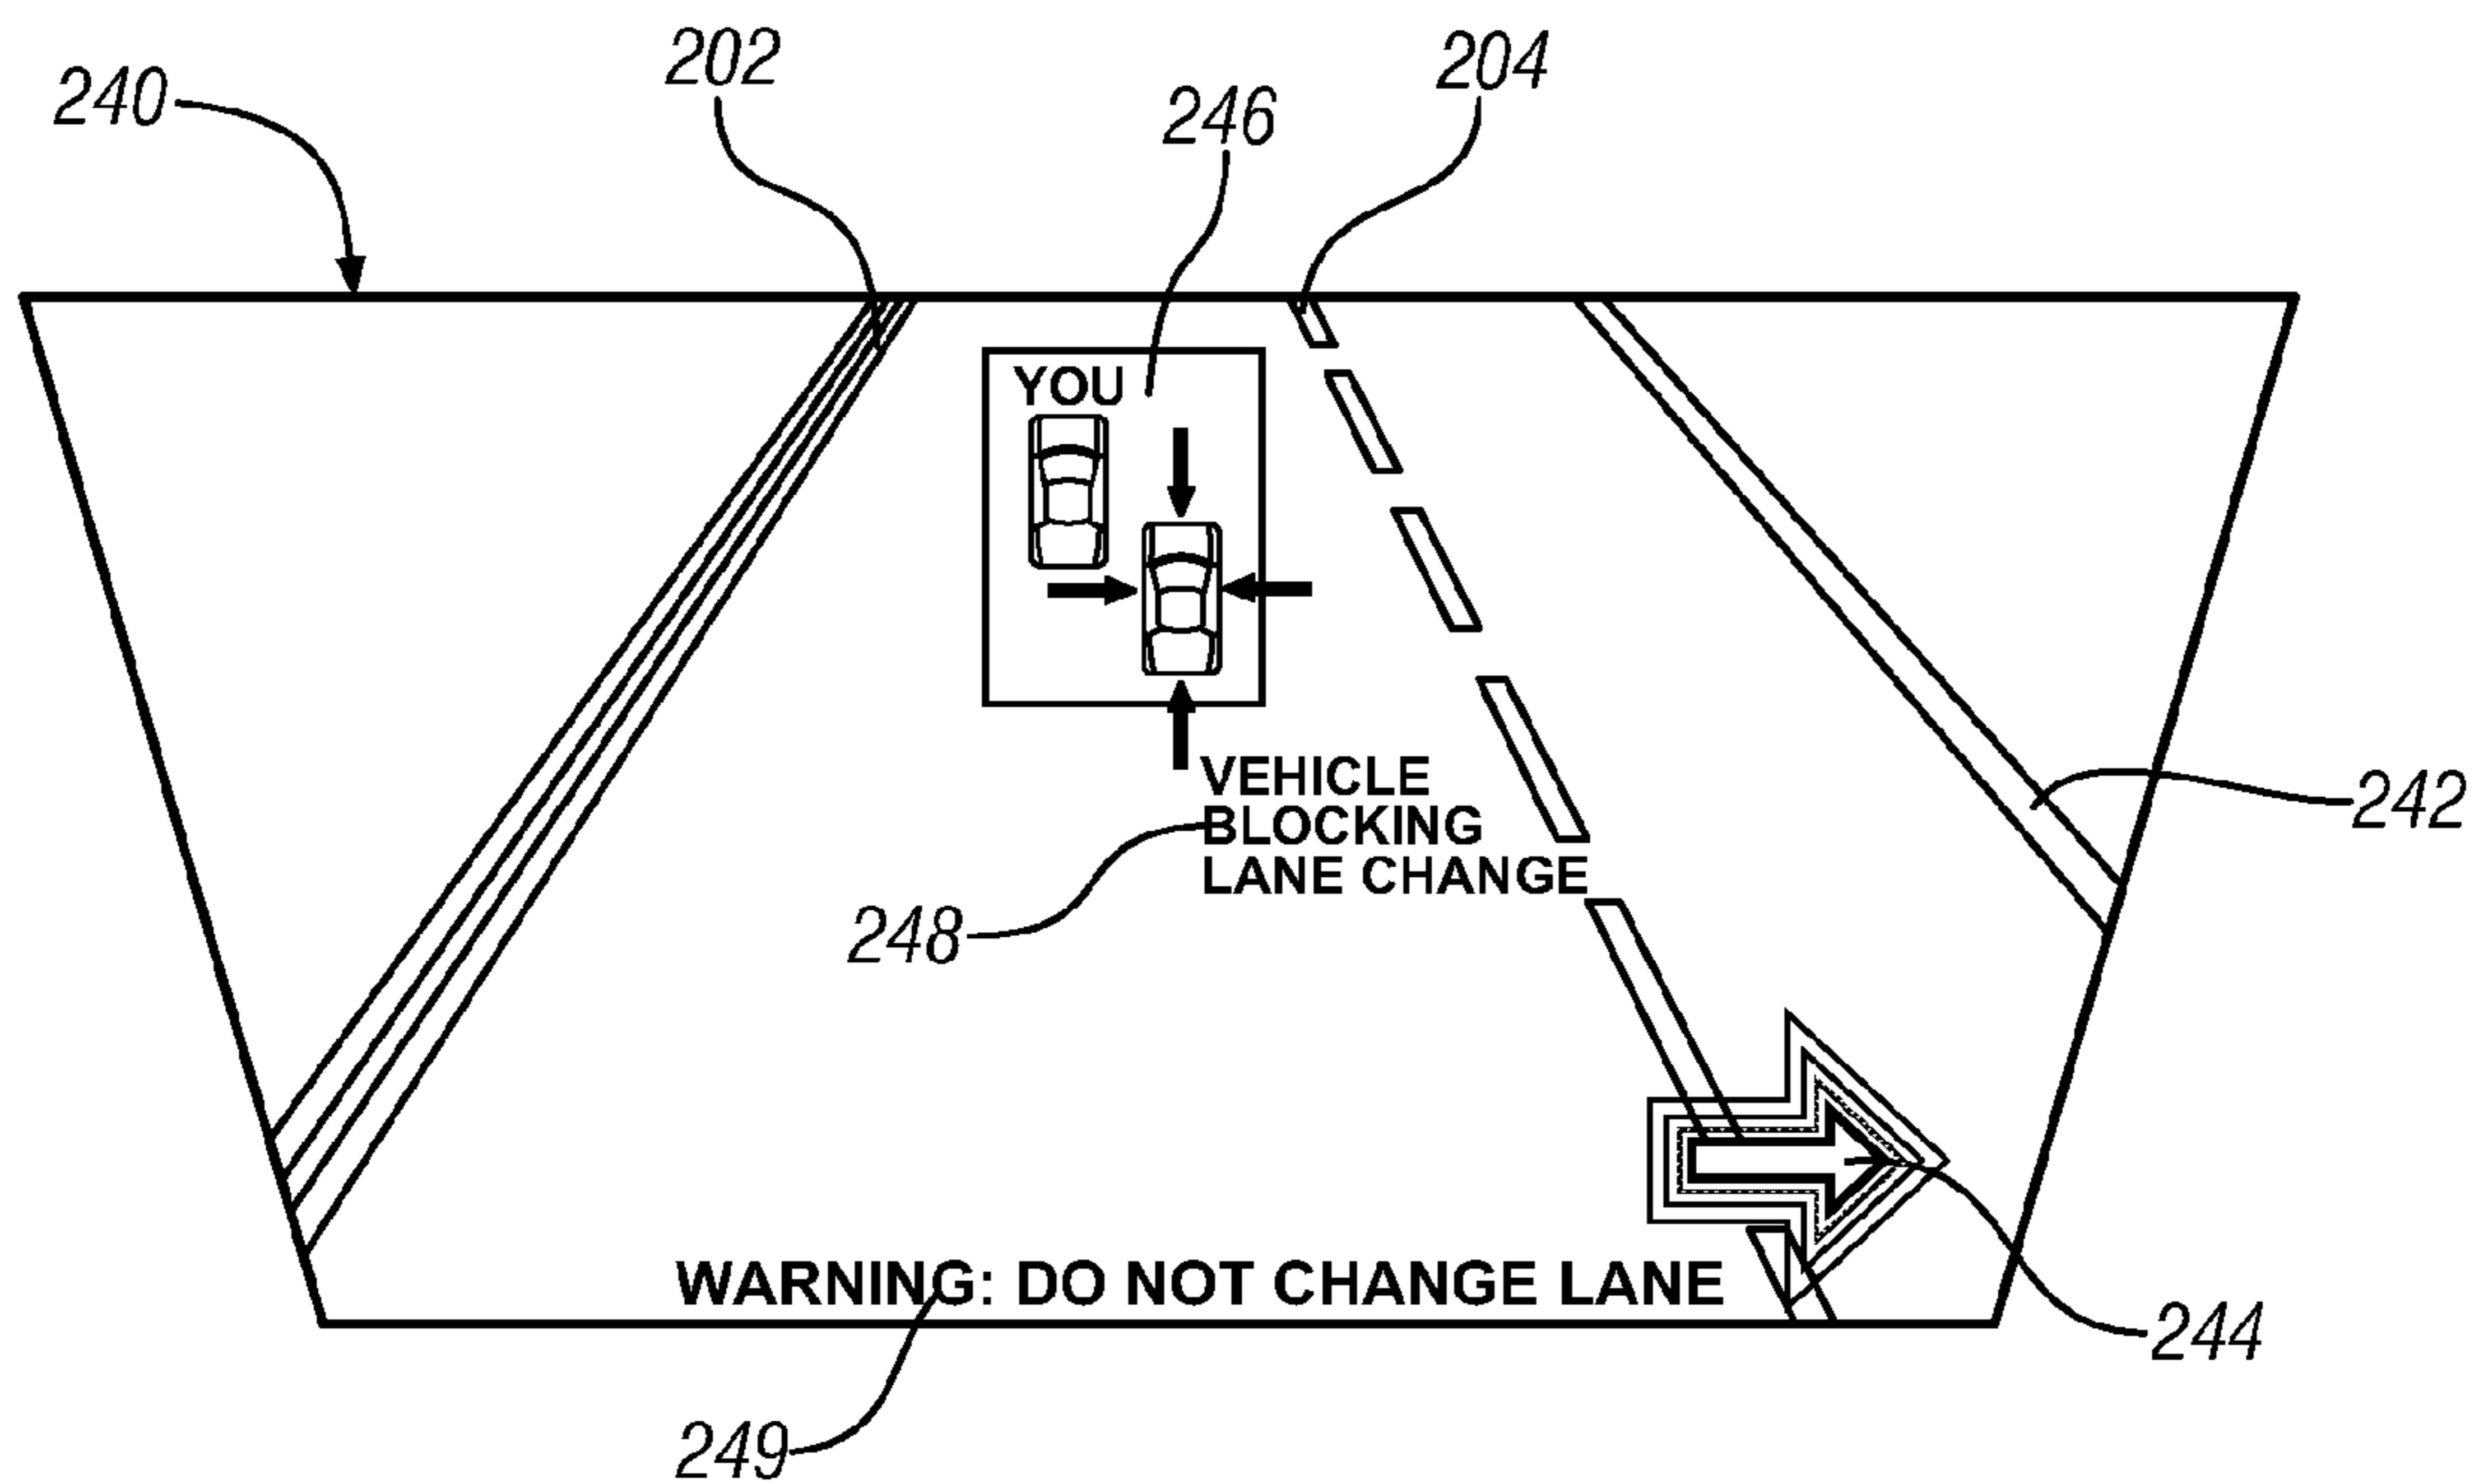 202
204
240
246
YOU
VEHICLE
BLOCKING
LANE CHANGE
242
248
WARNING: DO NOT CHANGE LANE
244
249